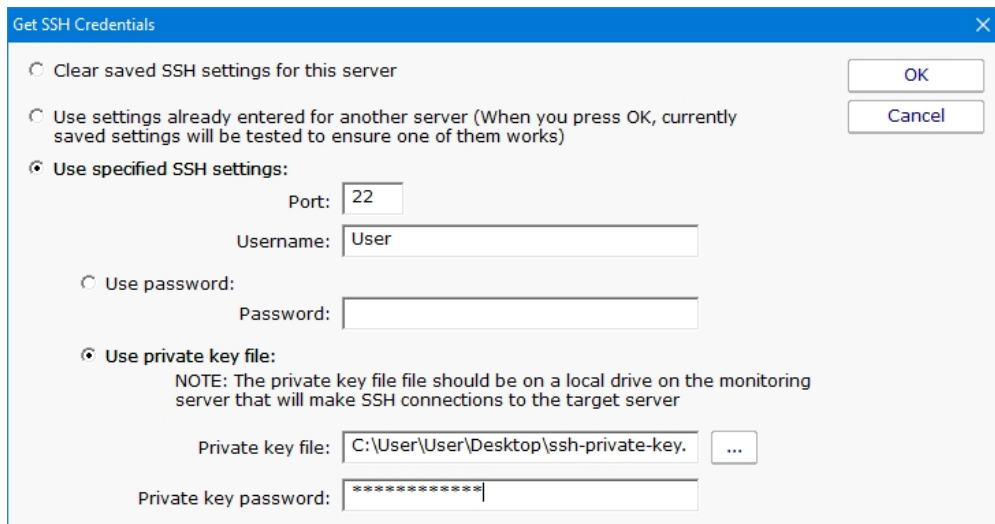 Get SSH Credentials
Clear saved SSH settings for this server
OK
Use settings already entered for another server (When you press OK, currently
saved settings will be tested to ensure one of them works)
Cancel
Use specified SSH settings:
Port: 22
Username: User
Use password:
Password:
Use private key file:
NOTE: The private key file file should be on a local drive on the monitoring
server that will make SSH connections to the target server
Private key file: C:\User\User\Desktop\ssh-private-key. ...
Private key password: ************